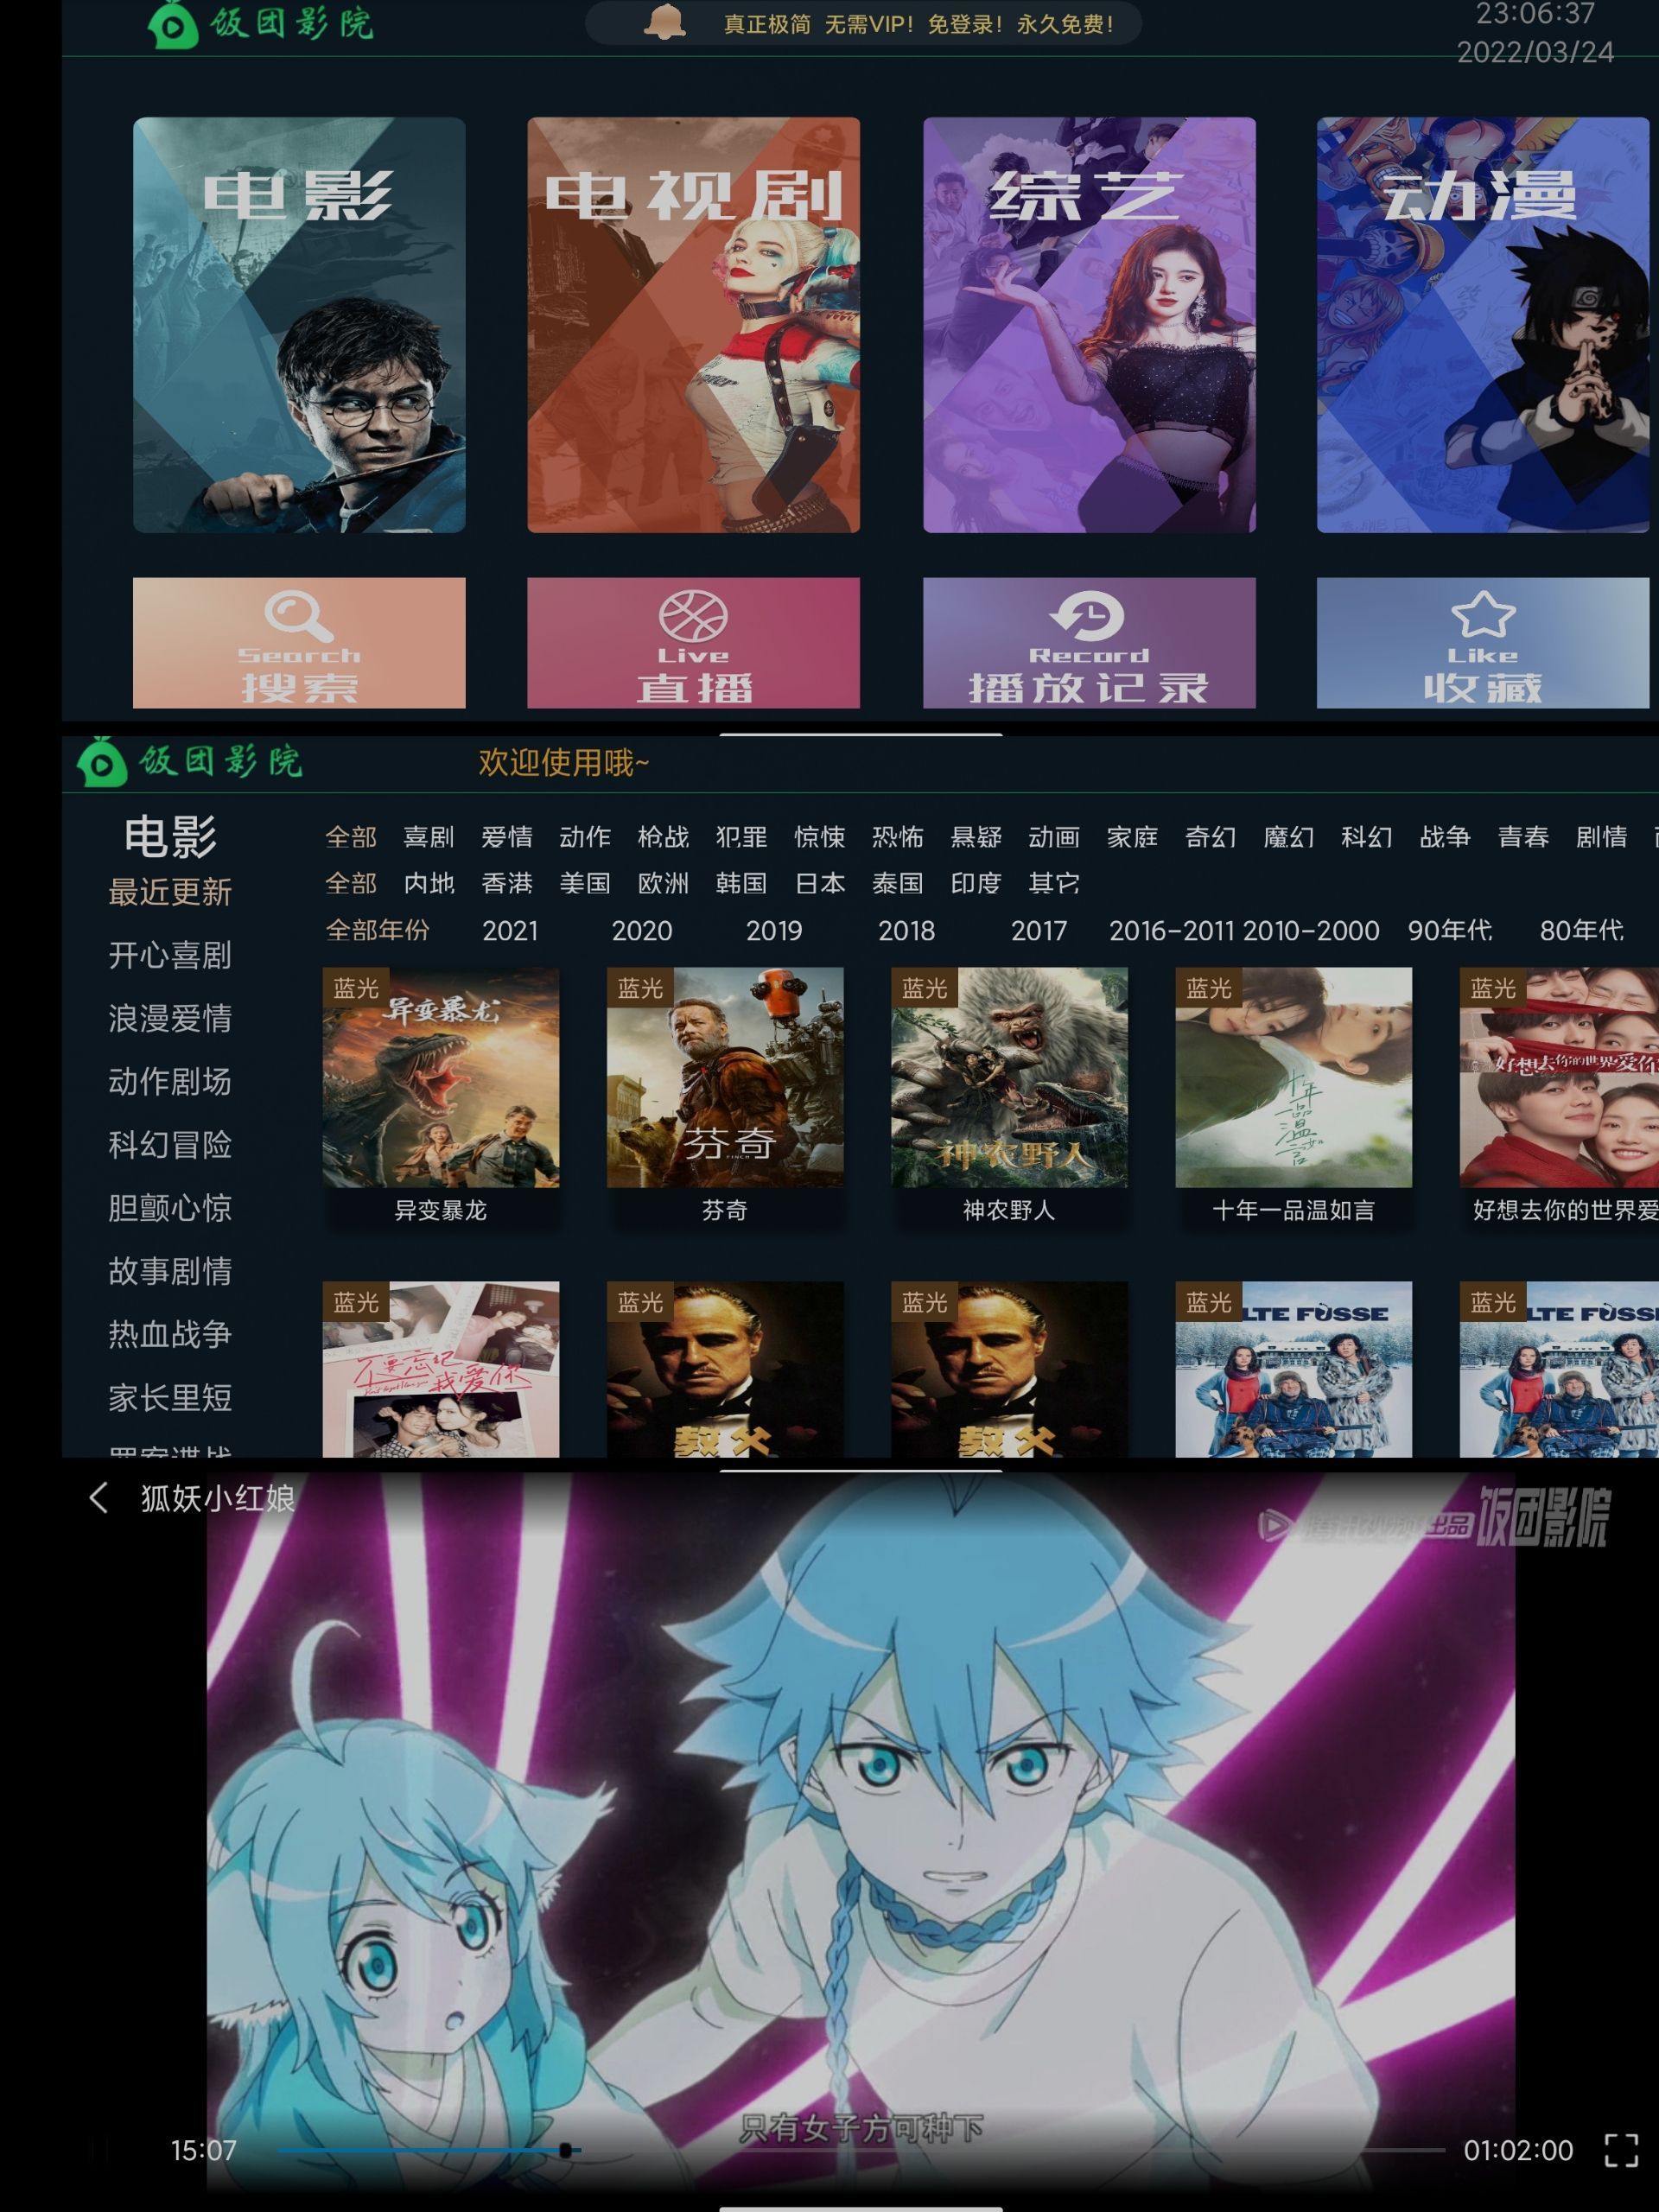 饭团影院
真正极简 无需VIP! 免登录! 永久免费!
23:06:37
2022/03/24
电影
电视剧
综艺
动漫
Search
搜索
Live
直播
Record
播放记录
Like
收藏
饭团影院
欢迎使用哦~
电影
最近更新
开心喜剧
浪漫爱情
动作剧场
科幻冒险
胆颤心惊
故事剧情
热血战争
家长里短
全部 喜剧 爱情 动作 枪战 犯罪 惊悚 恐怖 悬疑 动画 家庭 奇幻 魔幻 科幻 战争 青春 剧情
全部 内地 香港 美国 欧洲 韩国 日本 泰国 印度 其它
全部年份 2021 2020 2019 2018 2017 2016-2011 2010-2000 90年代 80年代
蓝光
异变暴龙
异变暴龙
蓝光
芬奇
FINCH
芬奇
蓝光
神农野人
神农野人
蓝光
十年一品温如言
十年一品温如言
蓝光
好想去你的世界爱你
好想去你的世界爱
蓝光
不要忘记
我爱你
蓝光
教父
蓝光
教父
蓝光
LTE FÜSSE
蓝光
LTE FÜSS
狐妖小红娘
腾讯视频出品
饭团影院
只有女子方可种下
15:07
01:02:00